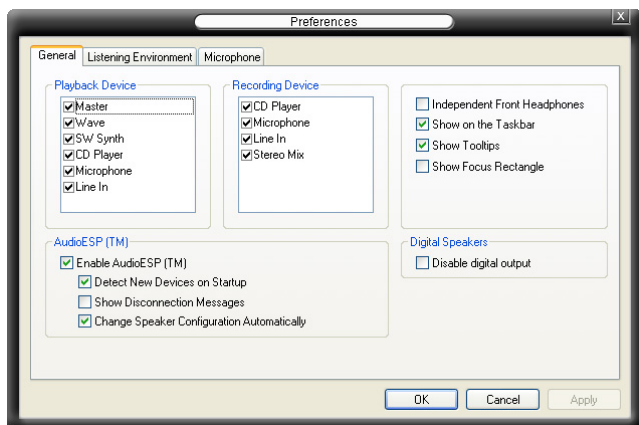 Preferences
X
General
Listening Environment
Microphone
Playback Device
Master
Wave
SW Synth
CD Player
Microphone
Line In
Recording Device
CD Player
Microphone
Line In
Stereo Mix
Independent Front Headphones
Show on the Taskbar
Show Tooltips
Show Focus Rectangle
AudioESP (TM)
Enable AudioESP (TM)
Detect New Devices on Startup
Show Disconnection Messages
Change Speaker Configuration Automatically
Digital Speakers
Disable digital output
OK
Cancel
Apply